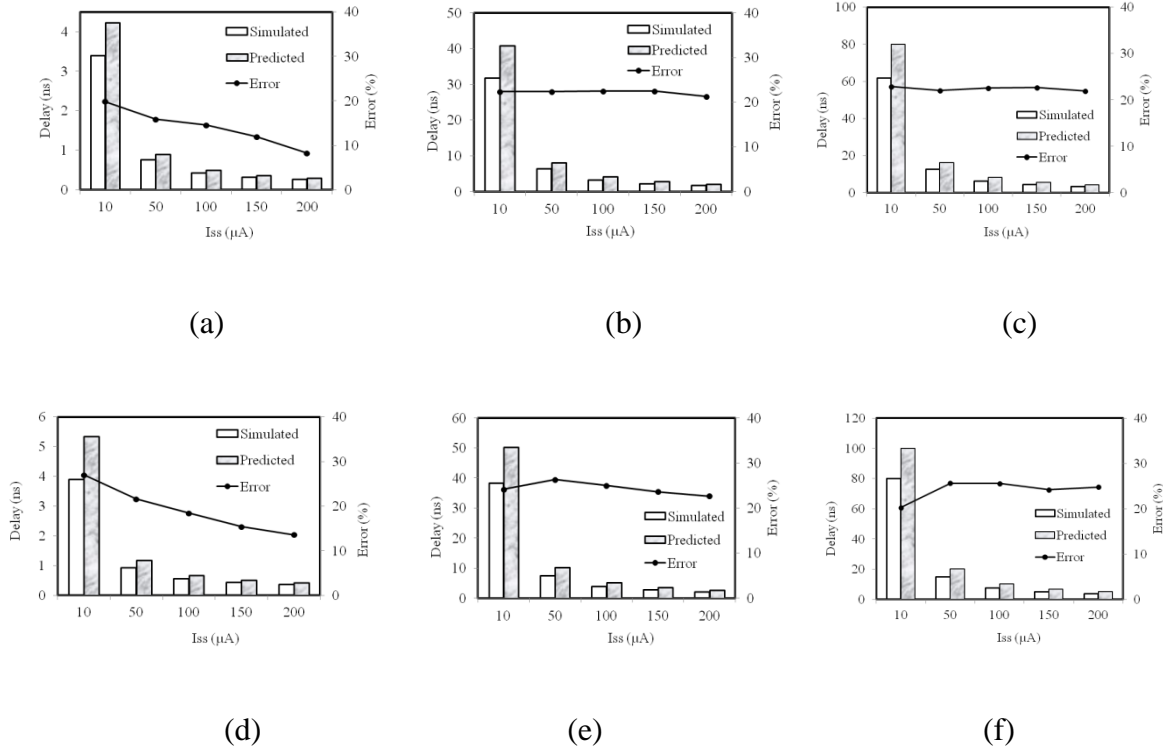 4
3
2
1
0
Delay (ns)
40
30
20
10
0
Error (%)
Simulated
Predicted
Error
10 50 100 150 200
Iss (µA)
(a)
50
40
30
20
10
0
Delay (ns)
40
30
20
10
0
Error (%)
Simulated
Predicted
Error
10 50 100 150 200
Iss (µA)
(b)
100
80
60
40
20
0
Delay (ns)
40
30
20
10
0
Error (%)
Simulated
Predicted
Error
10 50 100 150 200
Iss (µA)
(c)
6
5
4
3
2
1
0
Delay (ns)
40
30
20
10
0
Error (%)
Simulated
Predicted
Error
10 50 100 150 200
Iss (µA)
(d)
60
50
40
30
20
10
0
Delay (ns)
40
30
20
10
0
Error (%)
Simulated
Predicted
Error
10 50 100 150 200
Iss (µA)
(e)
120
100
80
60
40
20
0
Delay (ns)
40
30
20
10
0
Error (%)
Simulated
Predicted
Error
10 50 100 150 200
Iss (µA)
(f)